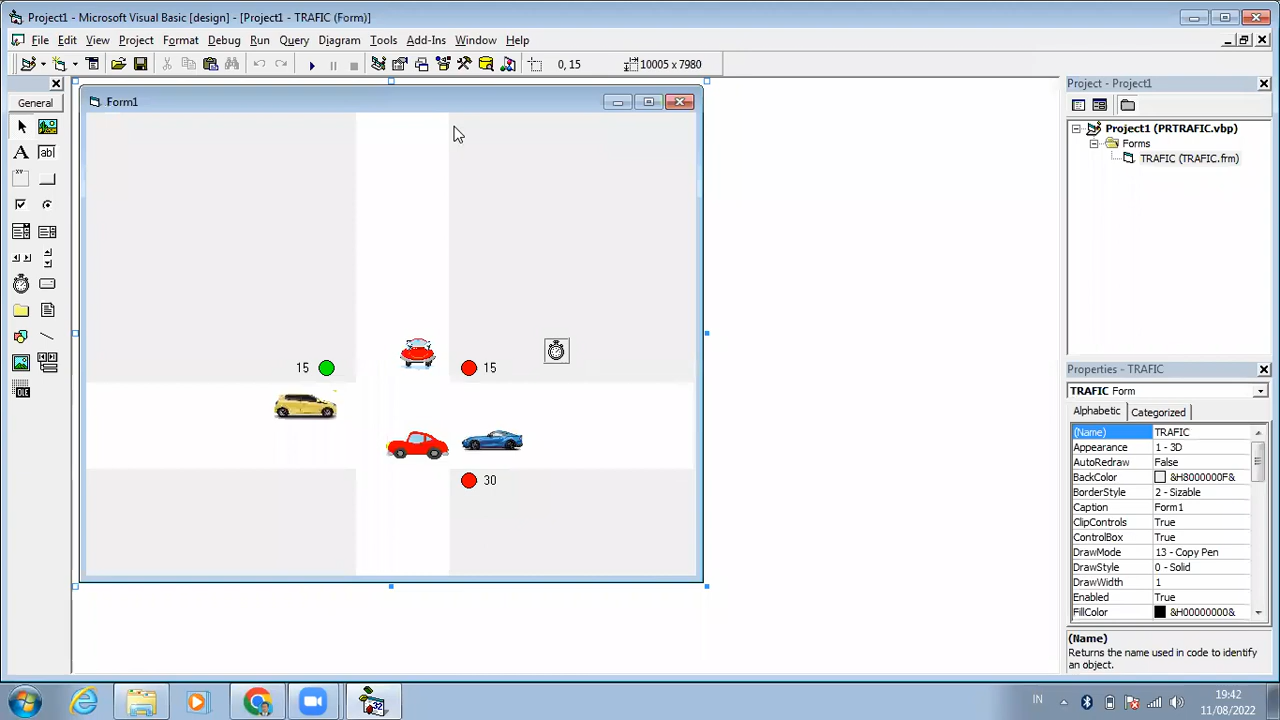 Project1 - Microsoft Visual Basic [design] - [Project1 - TRAFIC (Form)]
File Edit View Project Format Debug Run Query Diagram Tools Add-Ins Window Help
0, 15
10005 x 7980
General
Form1
15
15
30
Project - Project1
Project1 (PRTRAFIC.vbp)
Forms
TRAFIC (TRAFIC.frm)
Properties - TRAFIC
TRAFIC Form
Alphabetic Categorized
(Name) TRAFIC
Appearance 1 - 3D
AutoRedraw False
BackColor &H8000000F&
BorderStyle 2 - Sizable
Caption Form1
ClipControls True
ControlBox True
DrawMode 13 - Copy Pen
DrawStyle 0 - Solid
DrawWidth 1
Enabled True
FillColor &H00000000&
(Name)
Returns the name used in code to identify
an object.
IN
19:42
11/08/2022